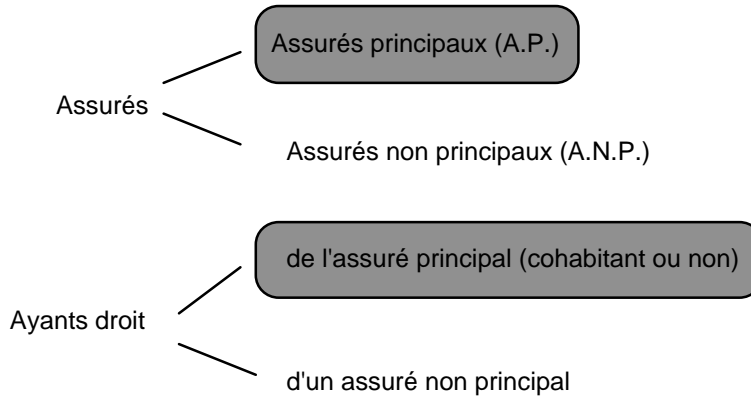 Assurés principaux (A.P.)
Assurés
Assurés non principaux (A.N.P.)
de l'assuré principal (cohabitant ou non)
Ayants droit
d'un assuré non principal